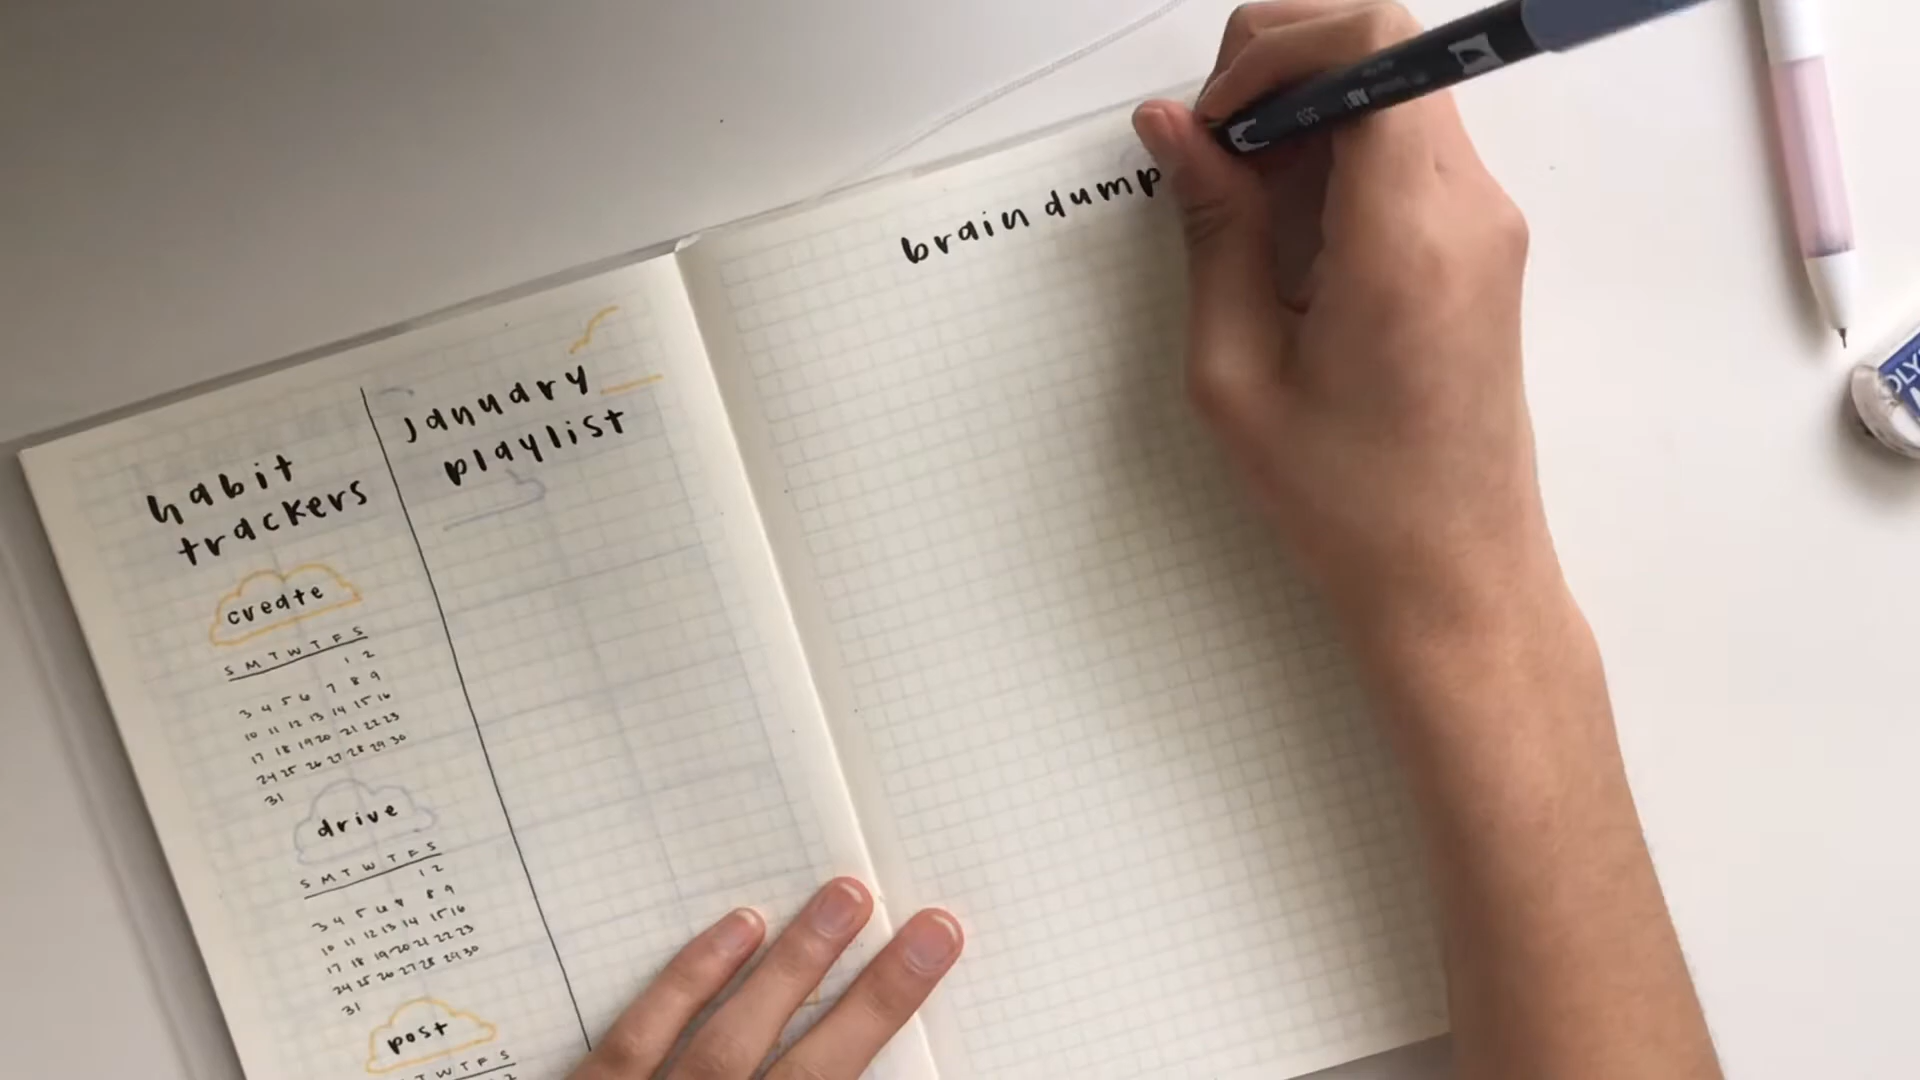 habit
trackers
create
S M T W T F S
1 2
3 4 5 6 7 8 9
10 11 12 13 14 15 16
17 18 19 20 21 22 23
24 25 26 27 28 29 30
31
drive
S M T W T F S
1 2
3 4 5 6 7 8 9
10 11 12 13 14 15 16
17 18 19 20 21 22 23
24 25 26 27 28 29 30
31
post
T W T F S
2
January
playlist
brain dump
553